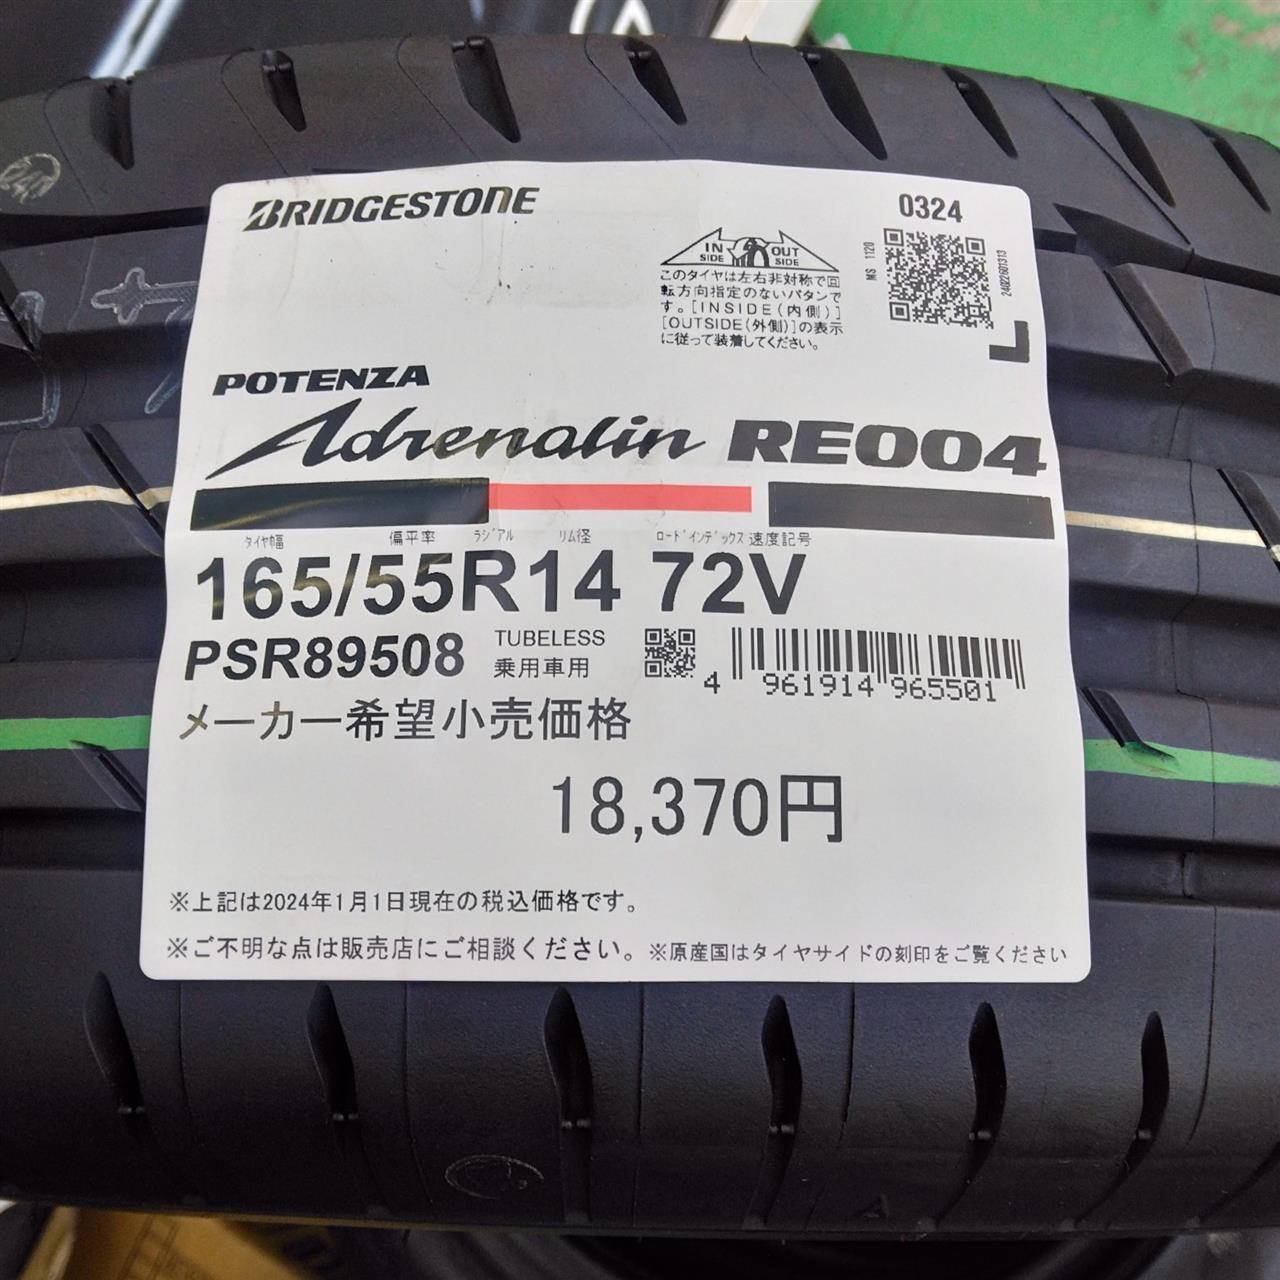 BRIDGESTONE
0324
IN SIDE OUT SIDE
MS 1120
24022601313
このタイヤは左右非対称で回
転方向指定のないパタンで
す。[INSIDE(内側)]
[OUTSIDE(外側)]の表示
に従って装着してください。
L
POTENZA
Adrenalin RE004
タイヤ幅 偏平率 ラジアル リム径 ロードインデックス 速度記号
165/55R14 72V
PSR89508
TUBELESS
乗用車用
4 961914 965501
メーカー希望小売価格
18,370円
※上記は2024年1月1日現在の税込価格です。
※ご不明な点は販売店にご相談ください。 ※原産国はタイヤサイドの刻印をご覧ください